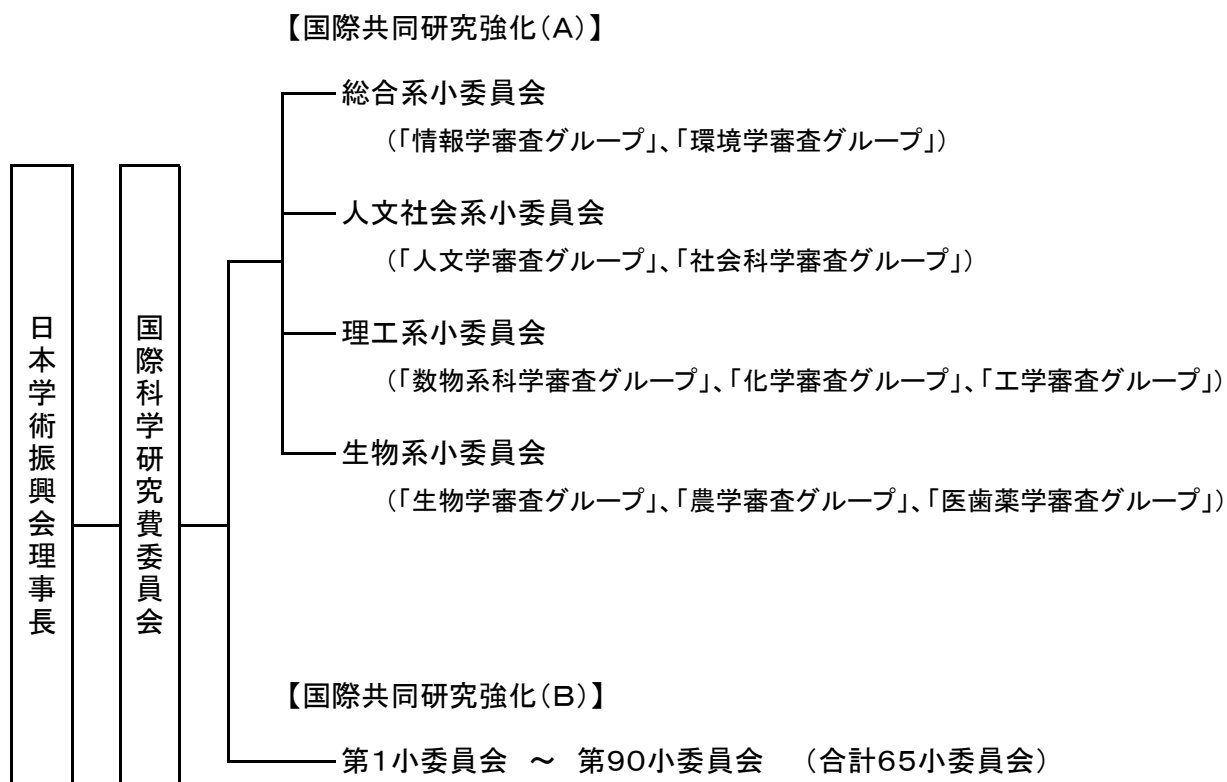 【国際共同研究強化(A)】
総合系小委員会
(「情報学審査グループ」、「環境学審査グループ」)
人文社会系小委員会
(「人文学審査グループ」、「社会科学審査グループ」)
理工系小委員会
(「数物系科学審査グループ」、「化学審査グループ」、「工学審査グループ」)
生物系小委員会
(「生物学審査グループ」、「農学審査グループ」、「医歯薬学審査グループ」)
日本学術振興会理事長
国際科学研究費委員会
【国際共同研究強化(B)】
第1小委員会 ～ 第90小委員会 (合計65小委員会)